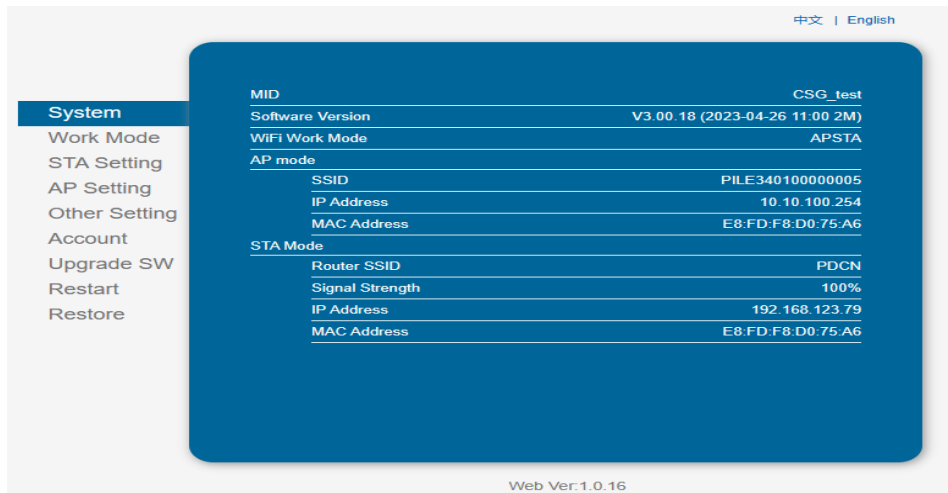 中文 | English
System
Work Mode
STA Setting
AP Setting
Other Setting
Account
Upgrade SW
Restart
Restore
MID CSG_test
Software Version V3.00.18 (2023-04-26 11:00 2M)
WiFi Work Mode APSTA
AP mode
SSID PILE340100000005
IP Address 10.10.100.254
MAC Address E8:FD:F8:D0:75:A6
STA Mode
Router SSID PDCN
Signal Strength 100%
IP Address 192.168.123.79
MAC Address E8:FD:F8:D0:75:A6
Web Ver:1.0.16